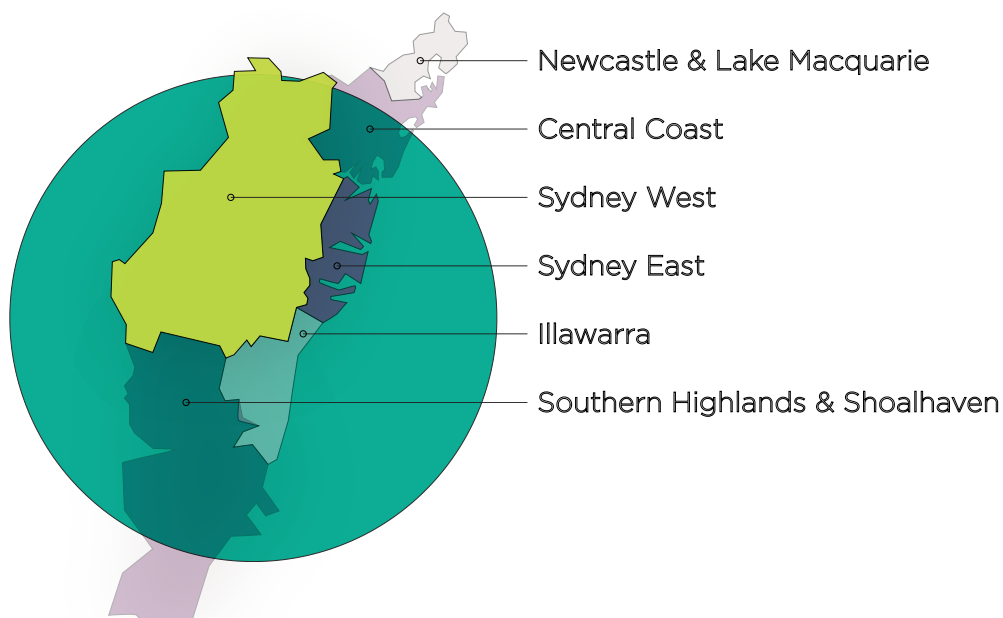 Newcastle & Lake Macquarie
Central Coast
Sydney West
Sydney East
Illawarra
Southern Highlands & Shoalhaven